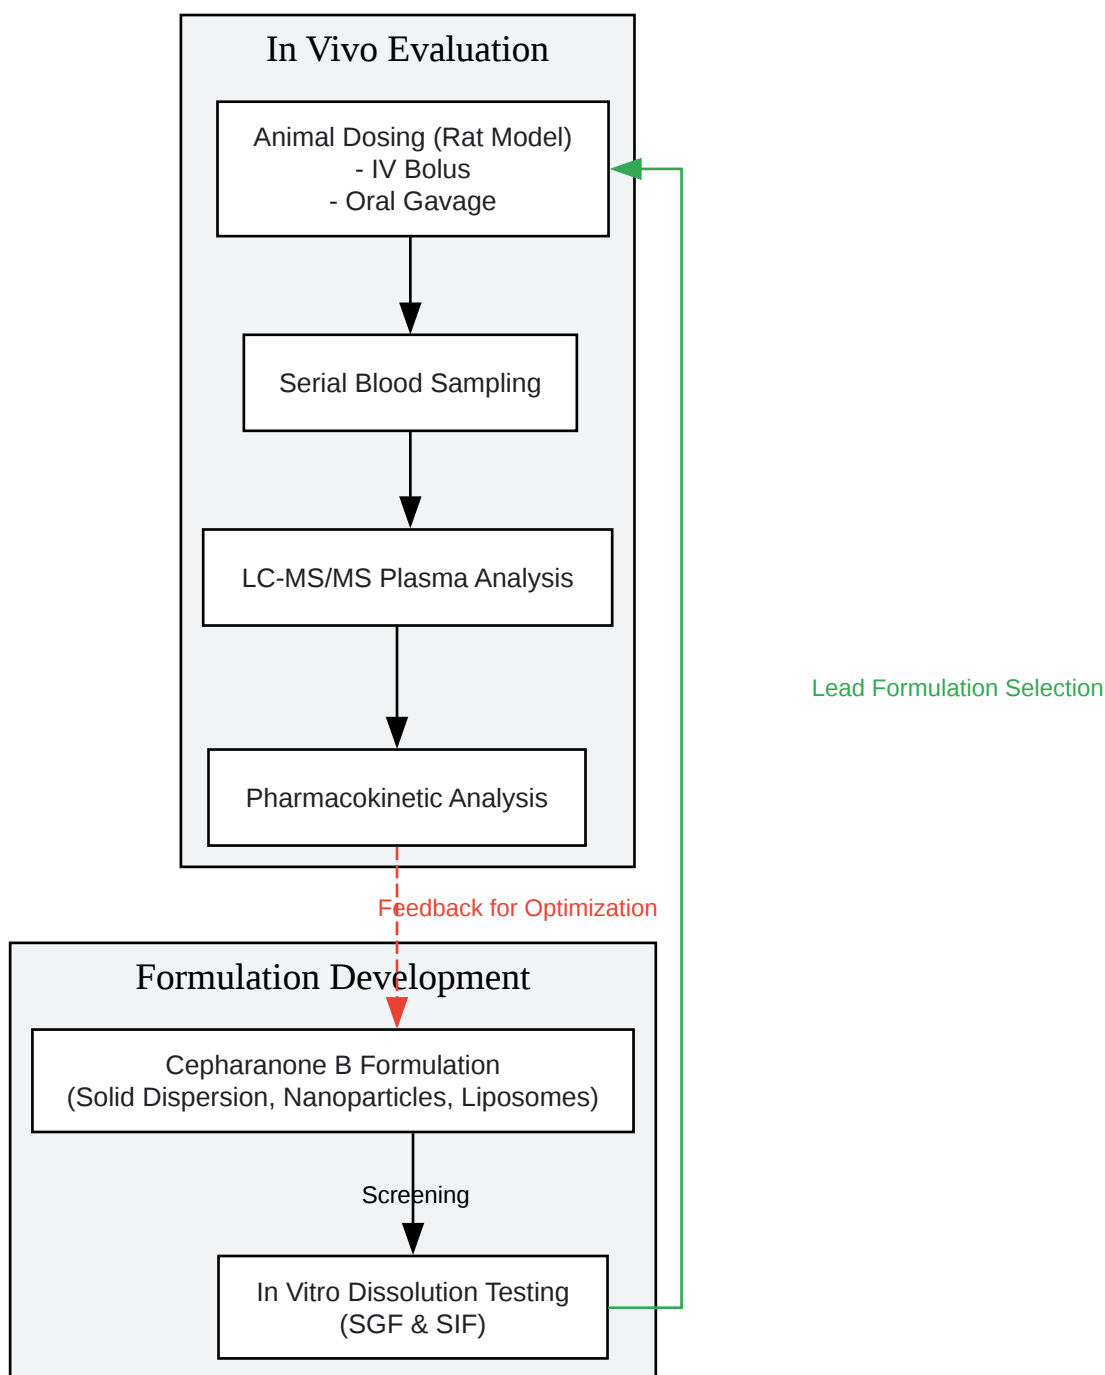 In Vivo Evaluation
Animal Dosing (Rat Model)
- IV Bolus
- Oral Gavage
Serial Blood Sampling
LC-MS/MS Plasma Analysis
Lead Formulation Selection
Pharmacokinetic Analysis
Feedback for Optimization
Formulation Development
Cepharanone B Formulation
(Solid Dispersion, Nanoparticles, Liposomes)
Screening
In Vitro Dissolution Testing
(SGF & SIF)